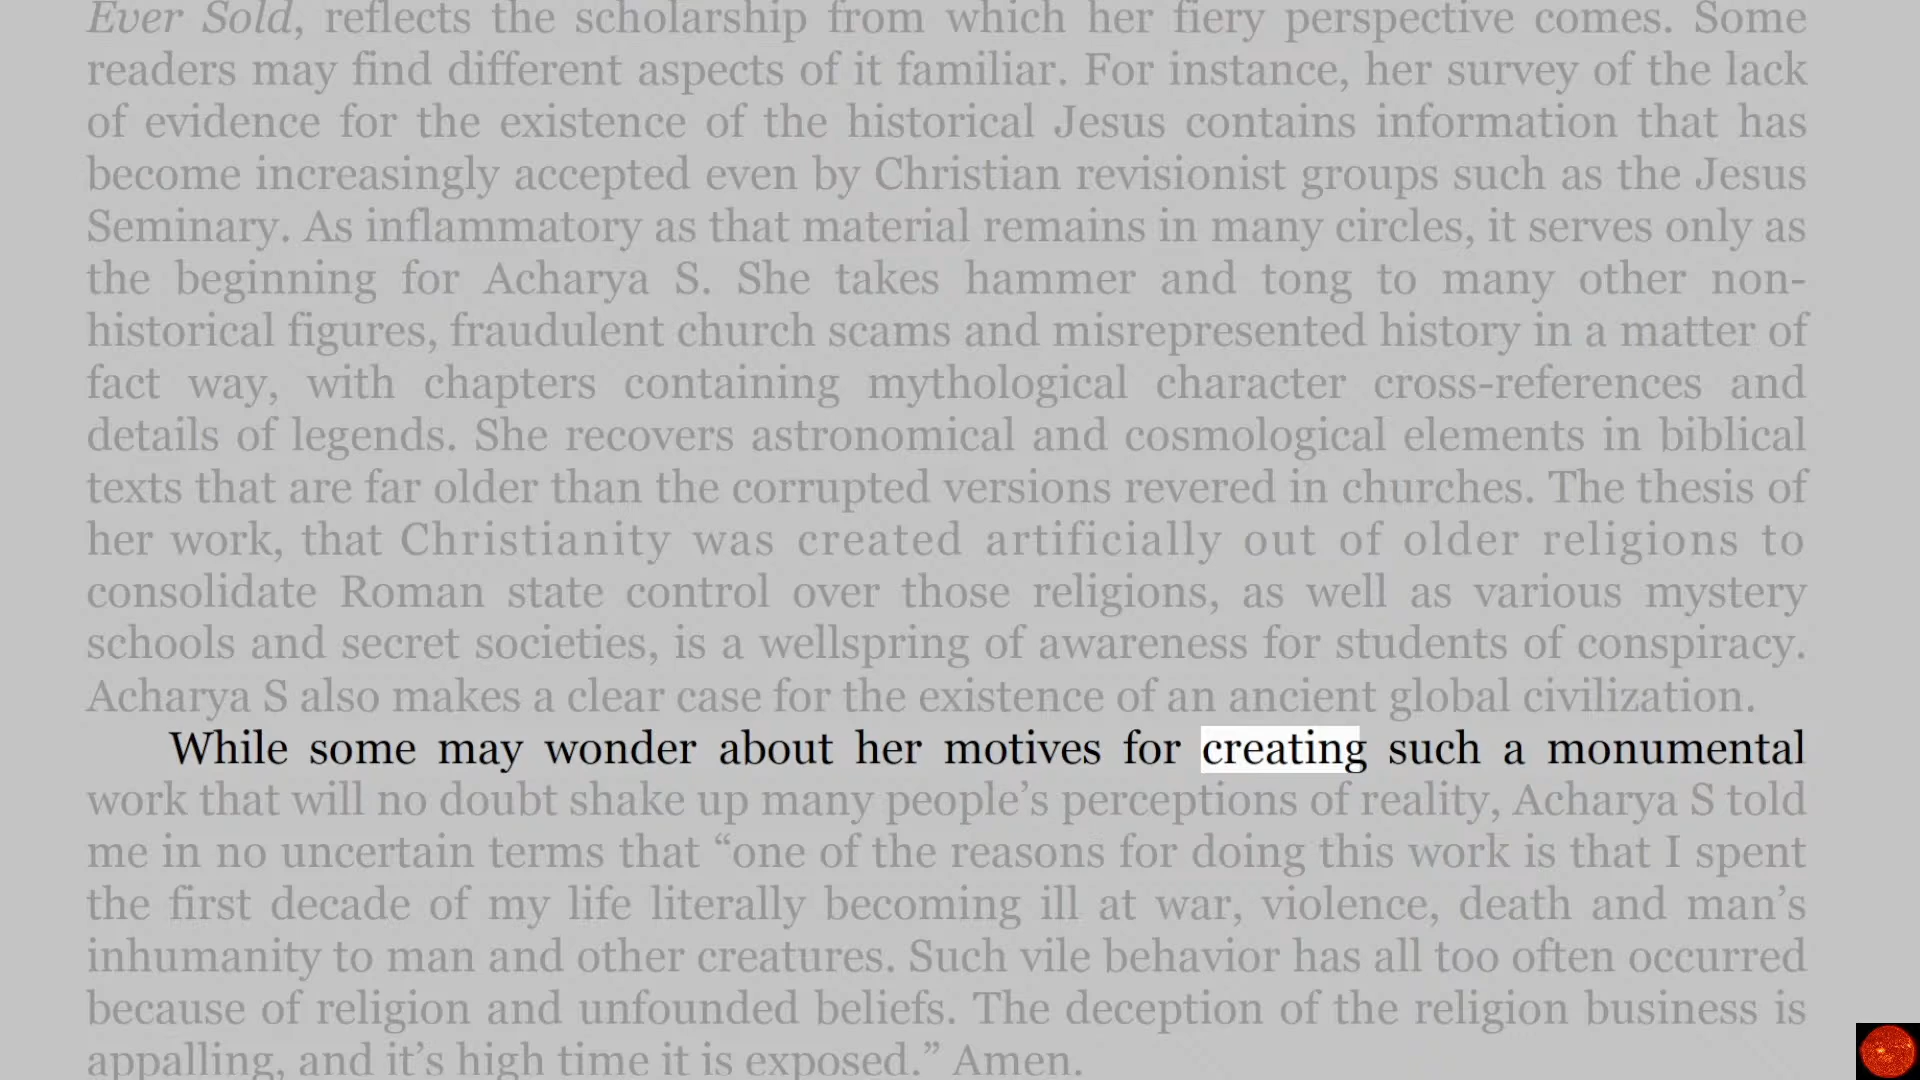 Ever Sold, reflects the scholarship from which her fiery perspective comes. Some
readers may find different aspects of it familiar. For instance, her survey of the lack
of evidence for the existence of the historical Jesus contains information that has
become increasingly accepted even by Christian revisionist groups such as the Jesus
Seminary. As inflammatory as that material remains in many circles, it serves only as
the beginning for Acharya S. She takes hammer and tong to many other non-
historical figures, fraudulent church scams and misrepresented history in a matter of
fact way, with chapters containing mythological character cross-references and
details of legends. She recovers astronomical and cosmological elements in biblical
texts that are far older than the corrupted versions revered in churches. The thesis of
her work, that Christianity was created artificially out of older religions to
consolidate Roman state control over those religions, as well as various mystery
schools and secret societies, is a wellspring of awareness for students of conspiracy.
Acharya S also makes a clear case for the existence of an ancient global civilization.
While some may wonder about her motives for creating such a monumental
work that will no doubt shake up many people’s perceptions of reality, Acharya S told
me in no uncertain terms that “one of the reasons for doing this work is that I spent
the first decade of my life literally becoming ill at war, violence, death and man’s
inhumanity to man and other creatures. Such vile behavior has all too often occurred
because of religion and unfounded beliefs. The deception of the religion business is
appalling, and it’s high time it is exposed.” Amen.